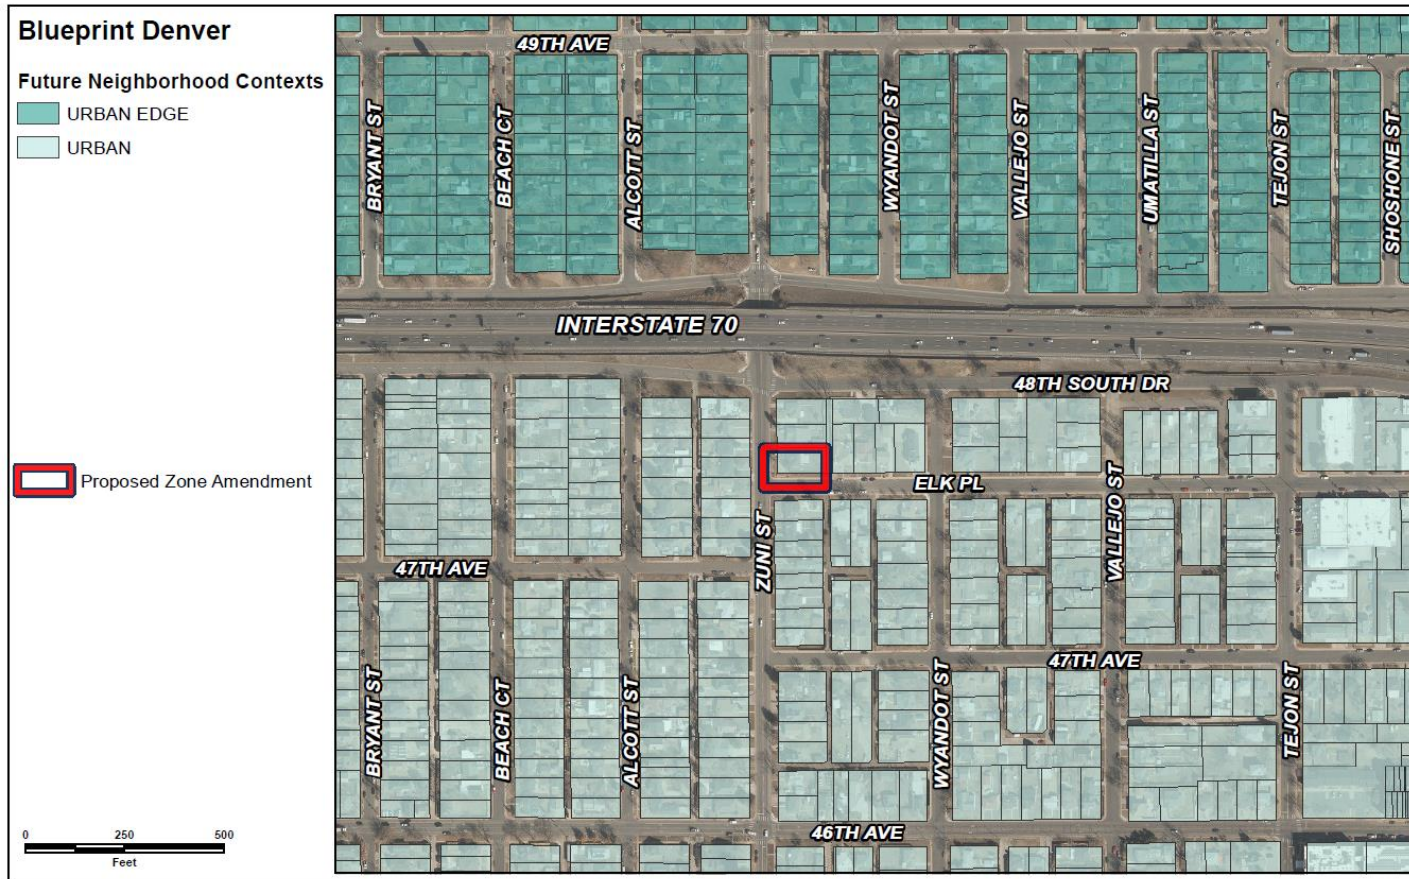 Blueprint Denver
Future Neighborhood Contexts
URBAN EDGE
URBAN
Proposed Zone Amendment
0 250 500
Feet
49TH AVE
BRYANT ST
BEACH CT
ALCOTT ST
WYANDOT ST
VALLEJO ST
UMATILLA ST
TEJON ST
SHOSHONE ST
INTERSTATE 70
48TH SOUTH DR
ELK PL
ZUNI ST
VALLEJO ST
47TH AVE
47TH AVE
BRYANT ST
BEACH CT
ALCOTT ST
WYANDOT ST
TEJON ST
46TH AVE